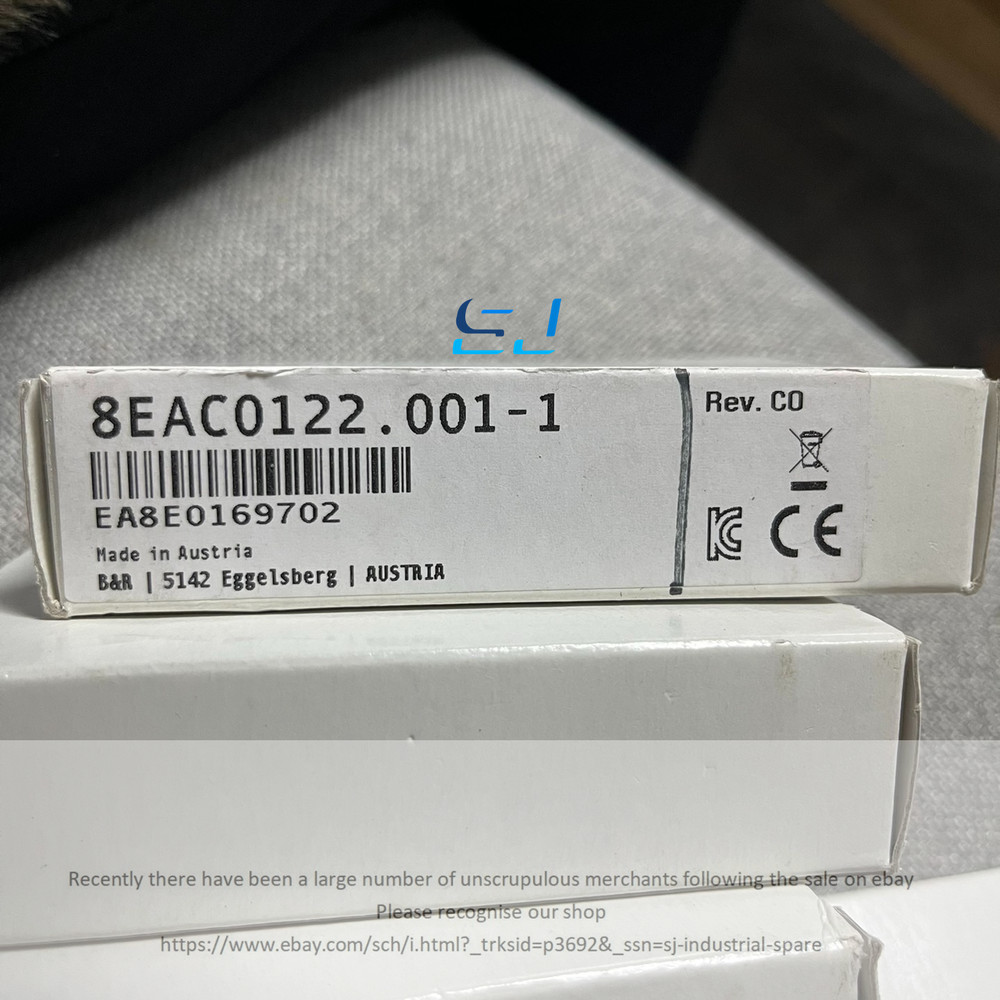 SJ
8EAC0122.001-1
Rev. C0
EA8E0169702
Made in Austria
B&R | 5142 Eggelsberg | AUSTRIA
CE
Recently there have been a large number of unscrupulous merchants following the sale on ebay
Please recognise our shop
https://www.ebay.com/sch/i.html?_trksid=p3692&_ssn=sj-industrial-spare